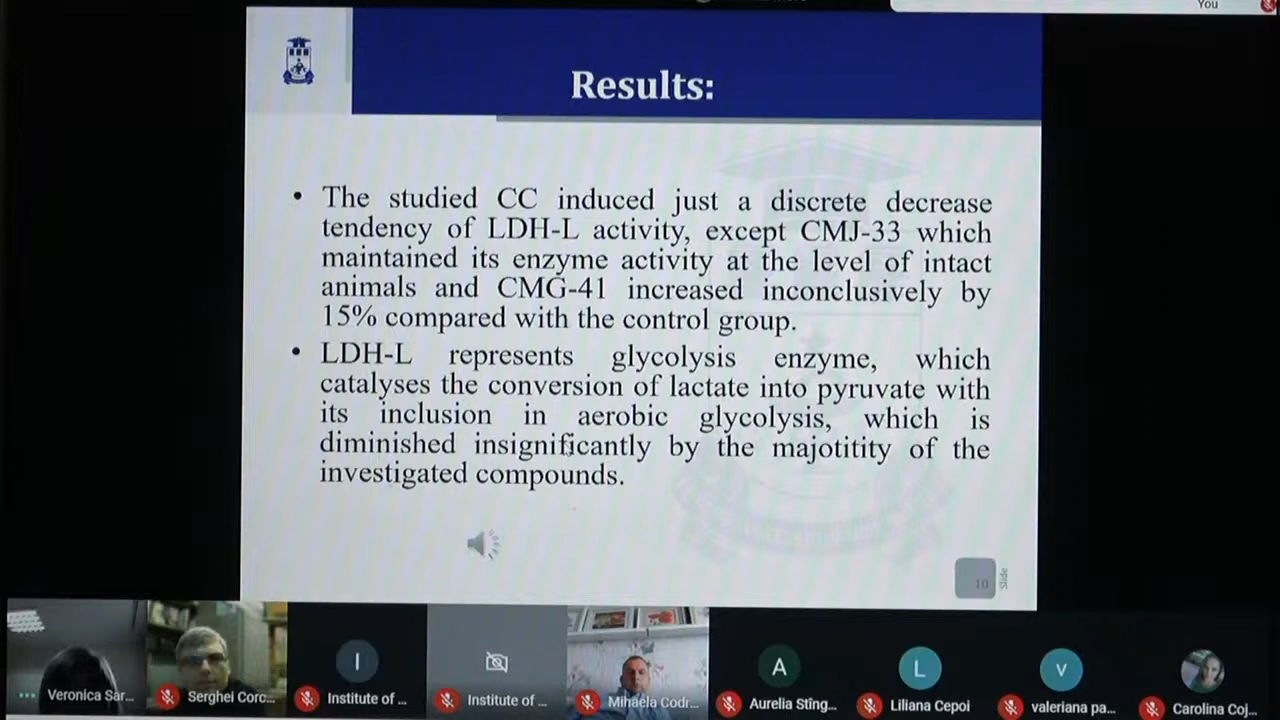 You
Results:
• The studied CC induced just a discrete decrease
tendency of LDH-L activity, except CMJ-33 which
maintained its enzyme activity at the level of intact
animals and CMG-41 increased inconclusively by
15% compared with the control group.
• LDH-L represents glycolysis enzyme, which
catalyses the conversion of lactate into pyruvate with
its inclusion in aerobic glycolysis, which is
diminished insignificantly by the majotitity of the
investigated compounds.
10
Slide
I
A
L
v
Veronica Sar...
Serghei Corc...
Institute of ...
Institute of ...
Mihaela Codr...
Aurelia Stîng...
Liliana Cepoi
valeriana pa...
Carolina Coj...